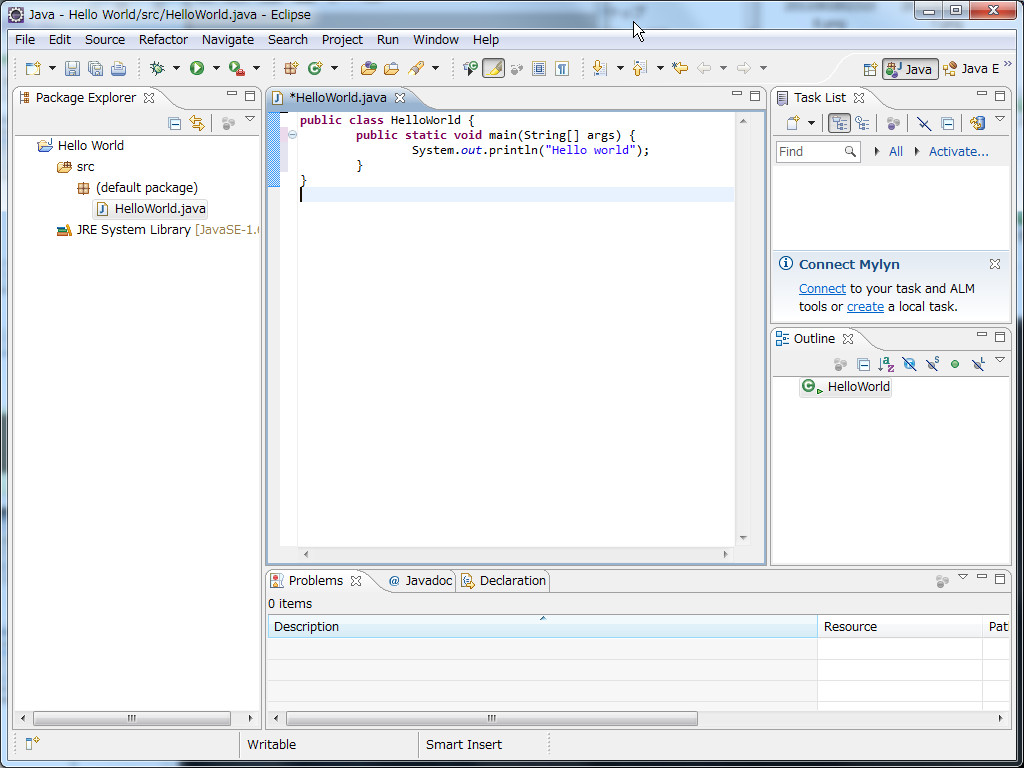 Java - Hello World/src/HelloWorld.java - Eclipse
File Edit Source Refactor Navigate Search Project Run Window Help
Java Java E
Package Explorer
Hello World
src
(default package)
HelloWorld.java
JRE System Library [JavaSE-1.6
*HelloWorld.java
public class HelloWorld {
public static void main(String[] args) {
System.out.println("Hello world");
}
}
Task List
Find All Activate...
Connect Mylyn
Connect to your task and ALM
tools or create a local task.
Outline
HelloWorld
Problems @ Javadoc Declaration
0 items
Description Resource Pat
Writable Smart Insert